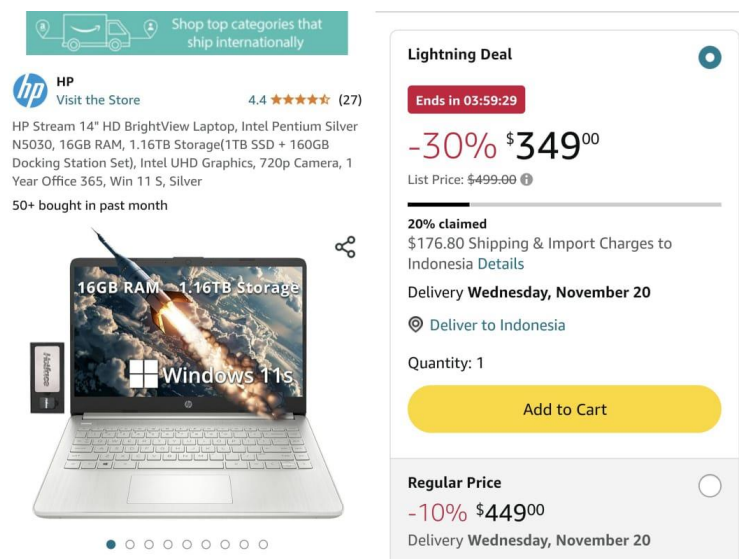 Shop top categories that
ship internationally
hp
HP
Visit the Store
4.4 (27)
HP Stream 14" HD BrightView Laptop, Intel Pentium Silver
N5030, 16GB RAM, 1.16TB Storage(1TB SSD + 160GB
Docking Station Set), Intel UHD Graphics, 720p Camera, 1
Year Office 365, Win 11 S, Silver
50+ bought in past month
16GB RAM 1.16TB Storage
Windows 11s
Lightning Deal
Ends in 03:59:29
-30% $34900
List Price: $499.00
20% claimed
$176.80 Shipping & Import Charges to
Indonesia Details
Delivery Wednesday, November 20
Deliver to Indonesia
Quantity: 1
Add to Cart
Regular Price
-10% $44900
Delivery Wednesday, November 20